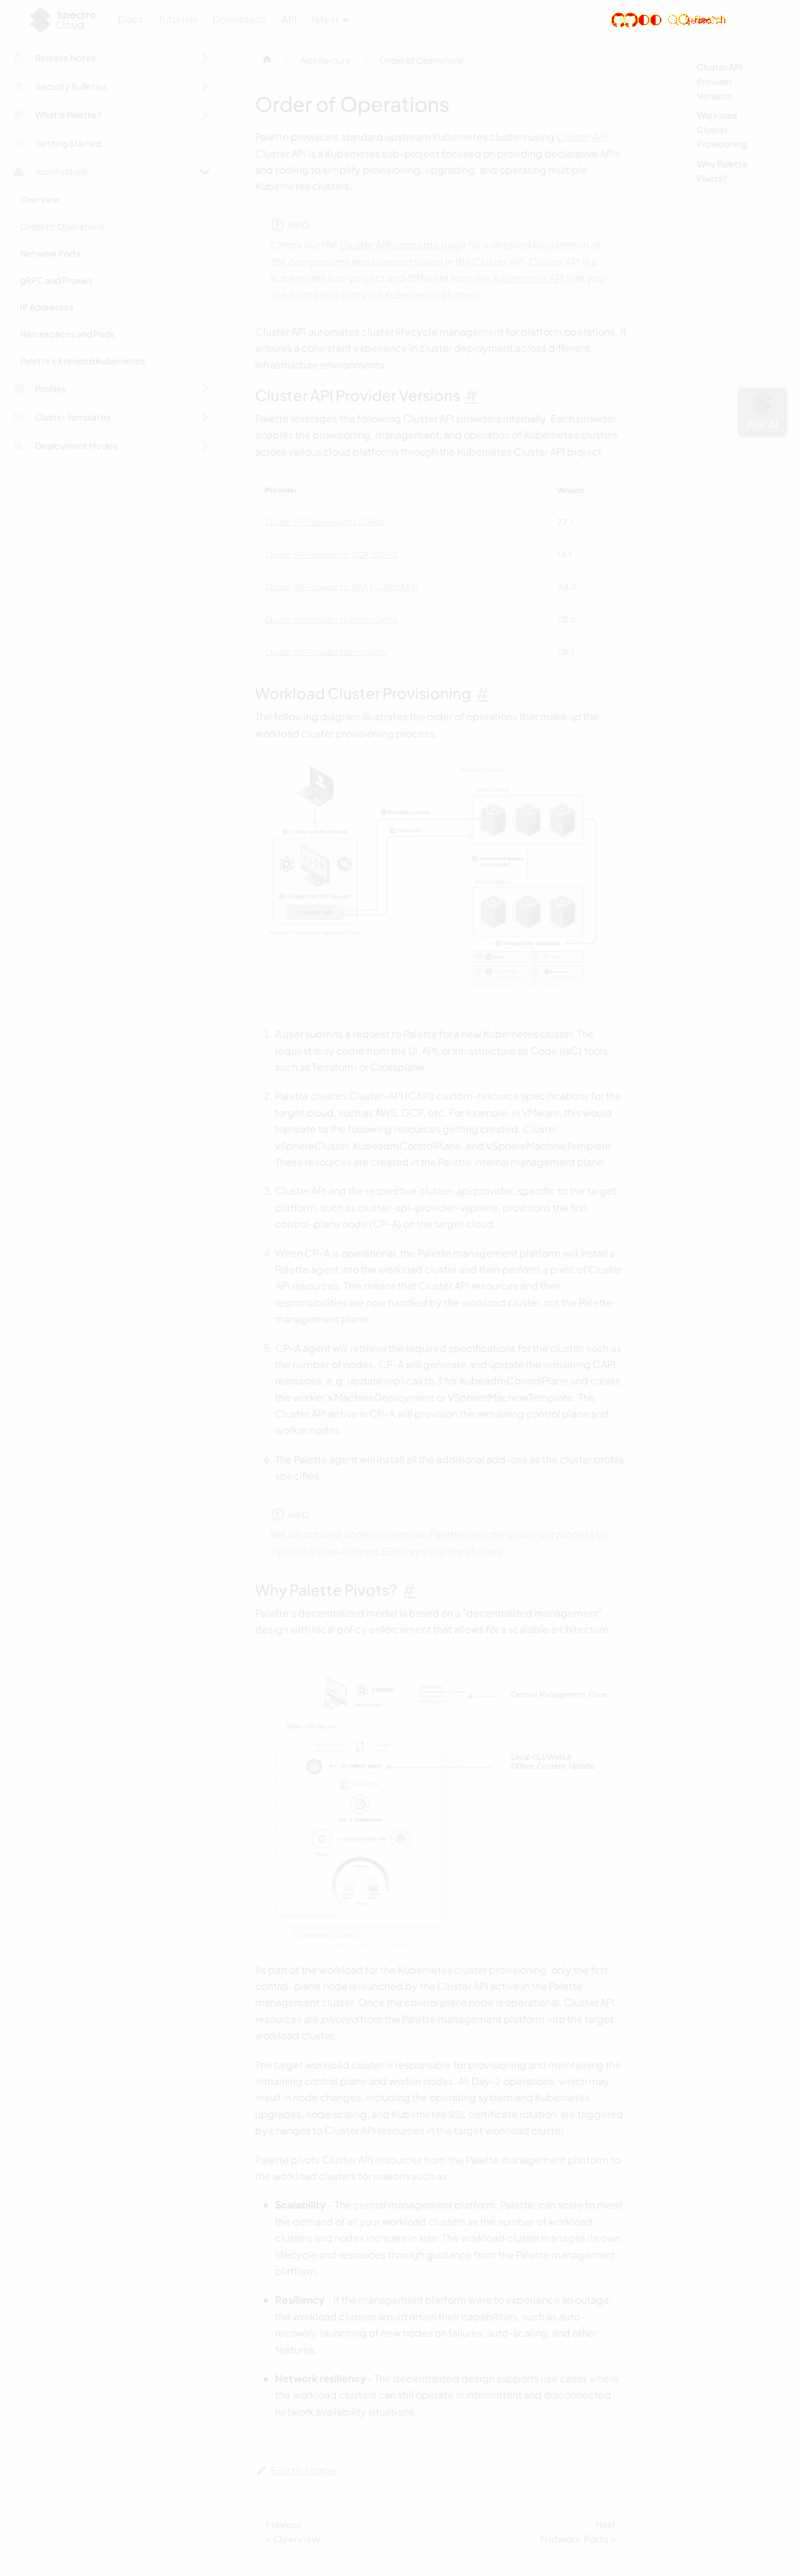 Spectro
Cloud
Docs
Tutorials
Downloads
API
latest
Release Notes
Security Bulletins
What is Palette?
Getting Started
Architecture
Overview
Order of Operations
Network Ports
gRPC and Proxies
IP Addresses
Namespaces and Pods
Palette eXtended Kubernetes
Profiles
Cluster Templates
Deployment Modes
Architecture
Order of Operations
Order of Operations
Palette provisions standard upstream Kubernetes clusters using Cluster API.
Cluster API is a Kubernetes sub-project focused on providing declarative APIs
and tooling to simplify provisioning, upgrading, and operating multiple
Kubernetes clusters.
INFO
Check out the Cluster API concepts page for a detailed explanation of
the components and concepts used in the Cluster API. Cluster API is a
Kubernetes sub-project and different from the Kubernetes API that you
use to interact with your Kubernetes clusters.
Cluster API automates cluster lifecycle management for platform operations. It
ensures a consistent experience in cluster deployment across different
infrastructure environments.
Cluster API Provider Versions #
Palette leverages the following Cluster API providers internally. Each provider
enables the provisioning, management, and operation of Kubernetes clusters
across various cloud platforms through the Kubernetes Cluster API project.
Provider Version
Cluster API Provider AWS (CAPA)
Cluster API Provider for GCP (CAPG)
Cluster API Provider for MAAS (CAPMAAS)
Cluster API Provider vSphere (CAPV) 1.12.0
Cluster API Provider Azure (CAPZ)
Workload Cluster Provisioning #
The following diagram illustrates the order of operations that make up the
workload cluster provisioning process.
Cluster create request
Provision cluster
Pivot CAPI
Additional nodes
provisioned
Cluster CAPI CRD request
Cluster API
Integrations deployed
1. A user submits a request to Palette for a new Kubernetes cluster. The
request may come from the UI, API, or Infrastructure as Code (IaC) tools
such as Terraform or Crossplane.
2. Palette creates Cluster-API (CAPI) custom-resource specifications for the
target cloud, such as AWS, GCP, etc. For example, in VMware, this would
translate to the following resources getting created: Cluster,
vSphereCluster, KubeadmControlPlane, and VSphereMachineTemplate.
These resources are created in the Palette internal management plane.
3. Cluster API and the respective cluster-api provider, specific to the target
platform, such as cluster-api-provider-vsphere, provisions the first
control-plane node (CP-A) on the target cloud.
4. When CP-A is operational, the Palette management platform will install a
Palette agent into the workload cluster and then perform a pivot of Cluster
API resources. This means that Cluster API resources and their
responsibilities are now handled by the workload cluster, not the Palette
management plane.
5. CP-A agent will retrieve the required specifications for the cluster, such as
the number of nodes. CP-A will generate and update the remaining CAPI
resources, e.g: update replicas to 3 for KubeadmControlPlane and create
the worker's MachineDeployment or VSphereMachineTemplate. The
Cluster API active in CP-A will provision the remaining control plane and
worker nodes.
6. The Palette agent will install all the additional add-ons as the cluster profile
specifies.
INFO
We do not hard code credentials. Palette uses the cloud-init process to
inject the user-defined SSH keys into the clusters.
Why Palette Pivots? #
Palette's decentralized model is based on a "decentralized management"
design with local policy enforcement that allows for a scalable architecture.
Central Management Plane
Palette Agent
Local CLI/WebUI
Offline Content Update
As part of the workload for the Kubernetes cluster provisioning, only the first
control-plane node is launched by the Cluster API active in the Palette
management cluster. Once the control plane node is operational, Cluster API
resources are pivoted from the Palette management platform into the target
workload cluster.
The target workload cluster is responsible for provisioning and maintaining the
remaining control plane and worker nodes. All Day-2 operations, which may
result in node changes, including the operating system and Kubernetes
upgrades, node scaling, and Kubernetes SSL certificate rotation, are triggered
by changes to Cluster API resources in the target workload cluster.
Palette pivots Cluster API resources from the Palette management platform to
the workload clusters for reasons such as:
Scalability - The central management platform, Palette, can scale to meet
the demand of all your workload clusters as the number of workload
clusters and nodes increase in size. The workload cluster manages its own
lifecycle and resources through guidance from the Palette management
platform.
Resiliency - If the management platform were to experience an outage,
the workload clusters would retain their capabilities, such as auto-
recovery, launching of new nodes on failures, auto-scaling, and other
features.
Network resiliency - The decentralized design supports use cases where
the workload clusters can still operate in intermittent and disconnected
network availability situations.
Edit this page
Previous
« Overview
Next
Network Ports »
Cluster API
Provider
Versions
Workload
Cluster
Provisioning
Why Palette
Pivots?
Ask AI